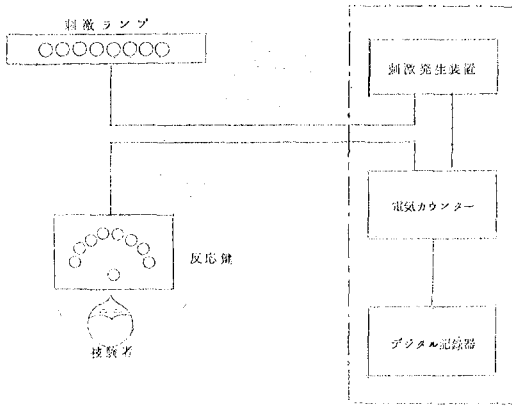 刺激ランプ
刺激発生装置
電気カウンター
反応鍵
被験者
デジタル記録器